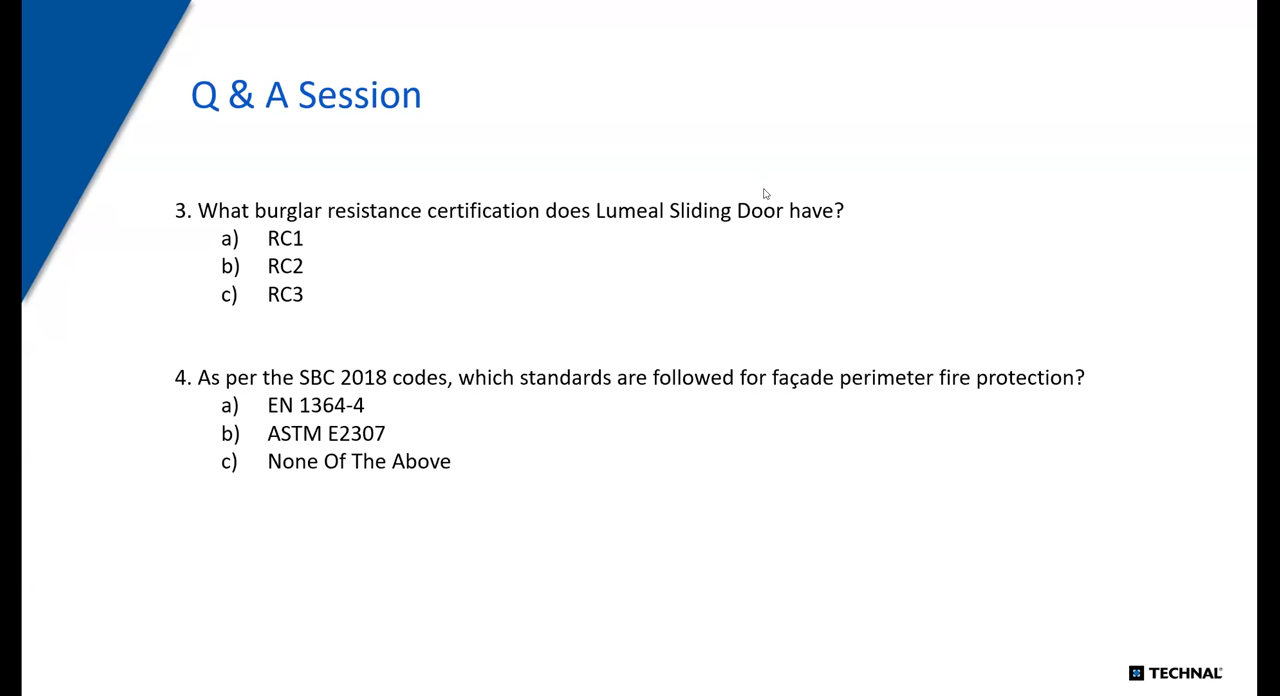 Q & A Session
3. What burglar resistance certification does Lumeal Sliding Door have?
a) RC1
b) RC2
c) RC3
4. As per the SBC 2018 codes, which standards are followed for façade perimeter fire protection?
a) EN 1364-4
b) ASTM E2307
c) None Of The Above
TECHNAL